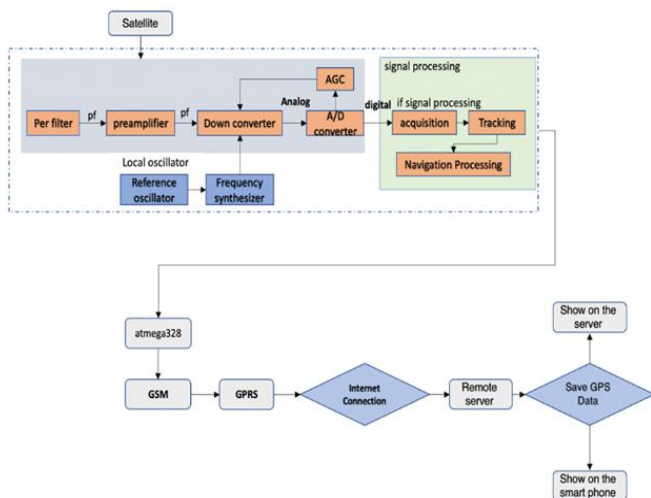 Satellite
signal processing
AGC
Analog
digital
if signal processing
Per filter
pf
preamplifier
pf
Down converter
A/D
converter
acquisition
Tracking
Navigation Processing
Local oscillator
Reference
oscillator
Frequency
synthesizer
atmega328
Show on the
server
GSM
GPRS
Internet
Connection
Remote
server
Save GPS
Data
Show on the
smart phone